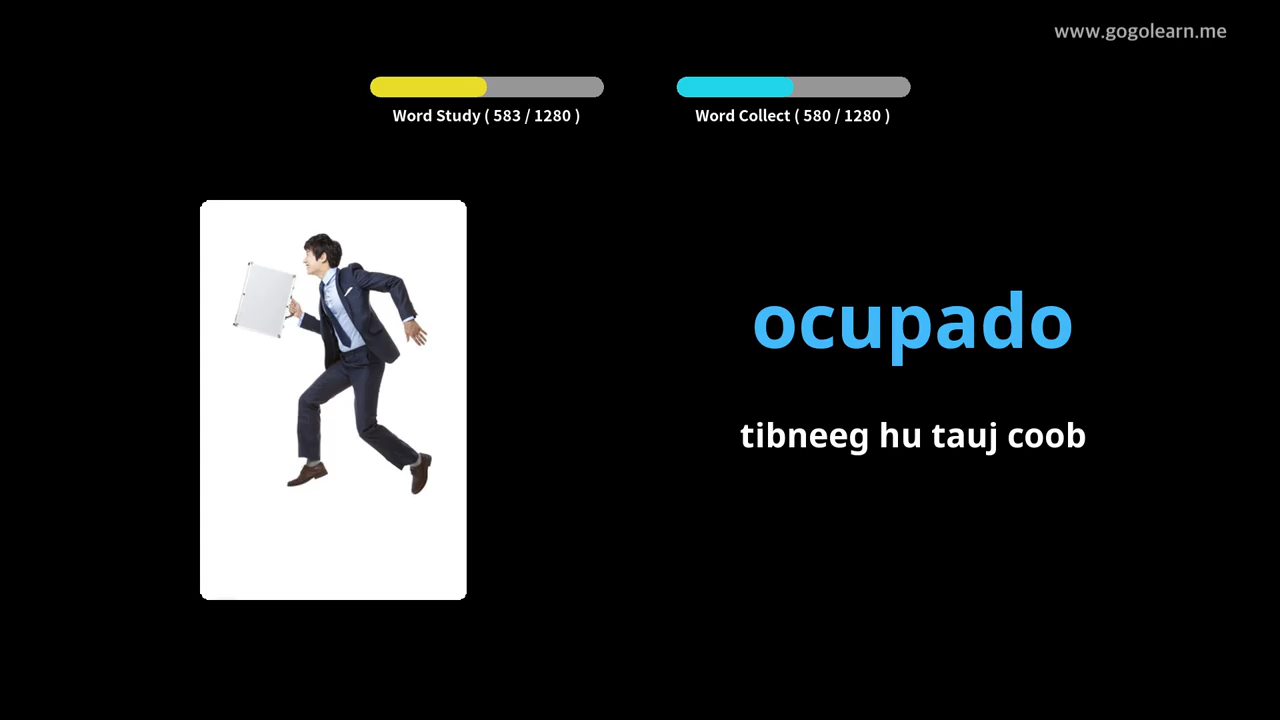 www.gogolearn.me
Word Study ( 583 / 1280 )
Word Collect ( 580 / 1280 )
ocupado
tibneeg hu tauj coob